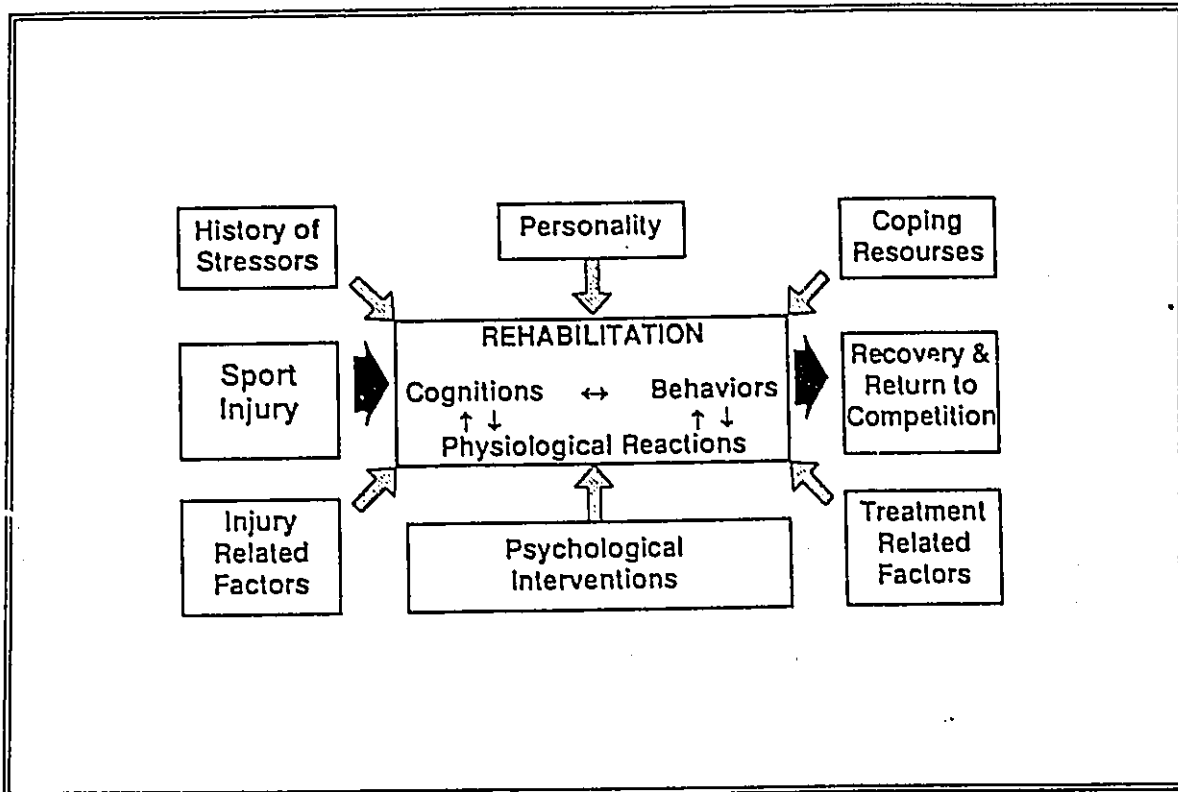 History of
Stressors
Personality
Coping
Resourses
Sport
Injury
REHABILITATION
Cognitions ↔ Behaviors
↑ ↓ ↑ ↓
Physiological Reactions
Recovery &
Return to
Competition
Injury
Related
Factors
Psychological
Interventions
Treatment
Related
Factors